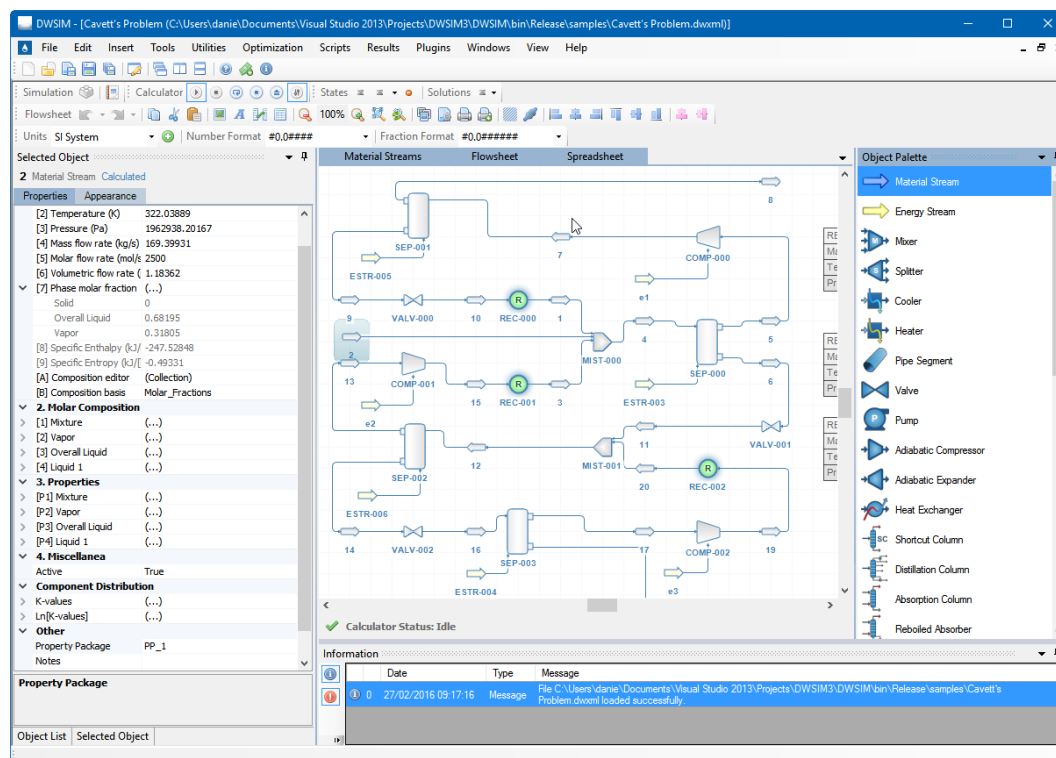 DWSIM - [Cavett's Problem (C:\Users\danie\Documents\Visual Studio 2013\Projects\DWSIM3\DWSIM\bin\Release\samples\Cavett's Problem.dwxml)]
File Edit Insert Tools Utilities Optimization Scripts Results Plugins Windows View Help
Simulation Calculator States Solutions
Flowsheet 100%
Units SI System Number Format #0.0#### Fraction Format #0.0######
Selected Object
2 Material Stream Calculated
Properties Appearance
[2] Temperature (K) 322.03889
[3] Pressure (Pa) 1962938.20167
[4] Mass flow rate (kg/s) 169.39931
[5] Molar flow rate (mol/s 2500
[6] Volumetric flow rate ( 1.18362
[7] Phase molar fraction (...)
Solid 0
Overall Liquid 0.68195
Vapor 0.31805
[8] Specific Enthalpy (kJ/ -247.52848
[9] Specific Entropy (kJ/[ -0.49331
[A] Composition editor (Collection)
[B] Composition basis Molar_Fractions
2. Molar Composition
[1] Mixture (...)
[2] Vapor (...)
[3] Overall Liquid (...)
[4] Liquid 1 (...)
3. Properties
[P1] Mixture (...)
[P2] Vapor (...)
[P3] Overall Liquid (...)
[P4] Liquid 1 (...)
4. Miscellanea
Active True
Component Distribution
K-values (...)
Ln[K-values] (...)
Other
Property Package PP_1
Notes
Property Package
Object List Selected Object
Material Streams Flowsheet Spreadsheet
8
SEP-001
7
COMP-000
ESTR-005
e1
9 VALV-000 10 REC-000 R 1
4
5
2
MIST-000
13
COMP-001
SEP-000
6
15 REC-001 R 3 ESTR-003
e2
11 VALV-001
12
MIST-001
SEP-002
20 REC-002 R
ESTR-006
14 VALV-002 16
17
COMP-002
19
SEP-003
ESTR-004
e3
RE
Ma
Te
Pr
RE
Ma
Te
Pr
RE
Ma
Te
Pr
Calculator Status: Idle
Object Palette
Material Stream
Energy Stream
Mixer
Splitter
Cooler
Heater
Pipe Segment
Valve
Pump
Adiabatic Compressor
Adiabatic Expander
Heat Exchanger
SC Shortcut Column
Distillation Column
Absorption Column
Reboiled Absorber
Information
Date Type Message
0 27/02/2016 09:17:16 Message File C:\Users\danie\Documents\Visual Studio 2013\Projects\DWSIM3\DWSIM\bin\Release\samples\Cavett's
Problem.dwxml loaded successfully.